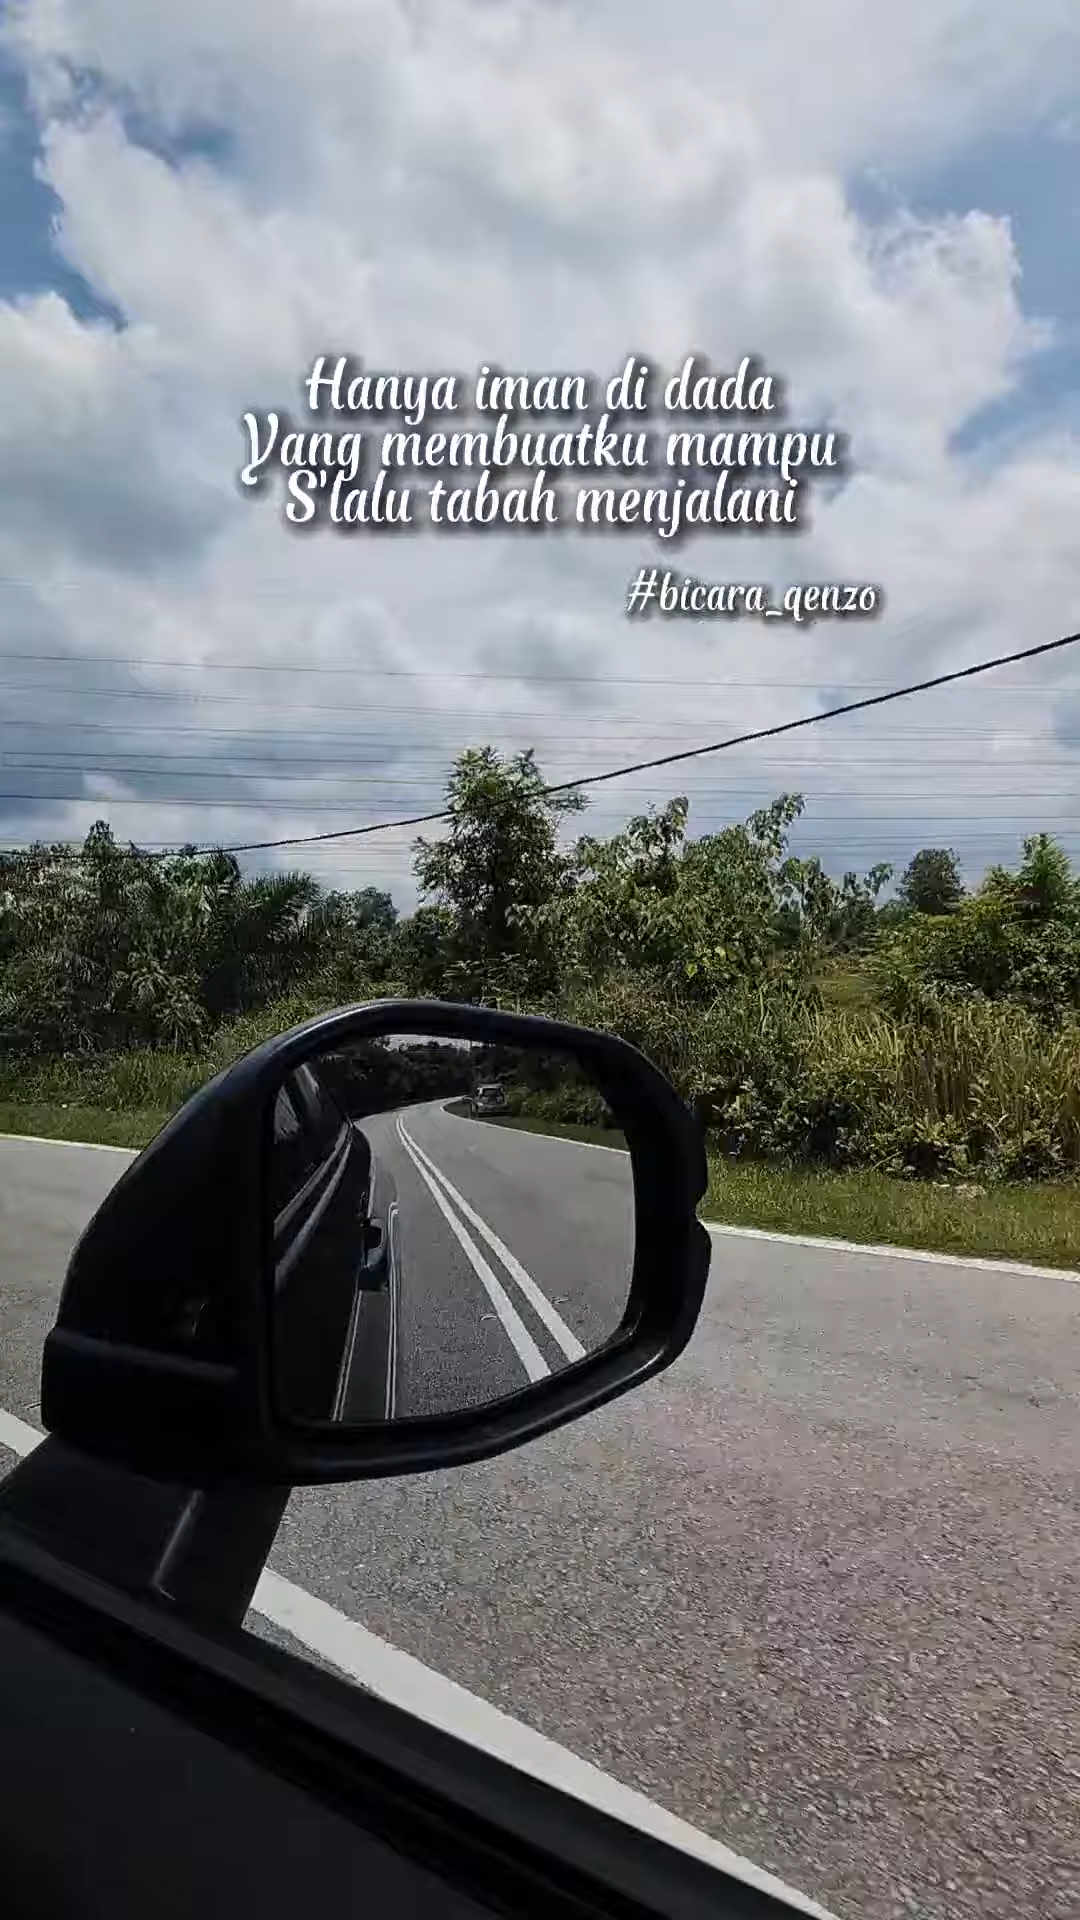 Hanya iman di dada
Yang membuatku mampu
S'lalu tabah menjalani
#bicara_qenzo